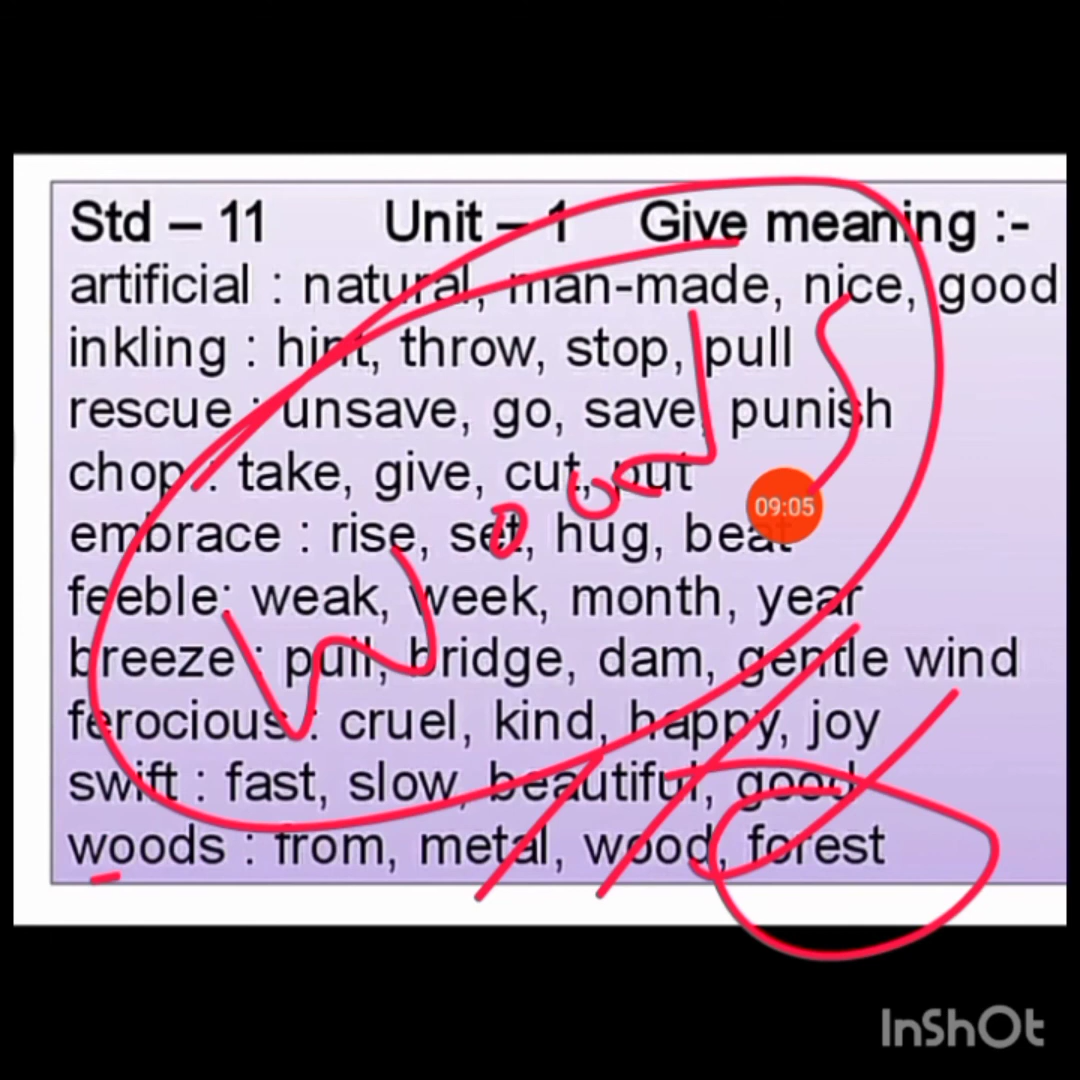 Std – 11 Unit – 1 Give meaning :-
artificial : natural, man-made, nice, good
inkling : hint, throw, stop, pull
rescue : unsave, go, save, punish
chop : take, give, cut, put
embrace : rise, set, hug, beat
feeble: weak, week, month, year
breeze : pull, bridge, dam, gentle wind
ferocious : cruel, kind, happy, joy
swift : fast, slow, beautiful, good
woods : from, metal, wood, forest
woods
09:05
InShOt